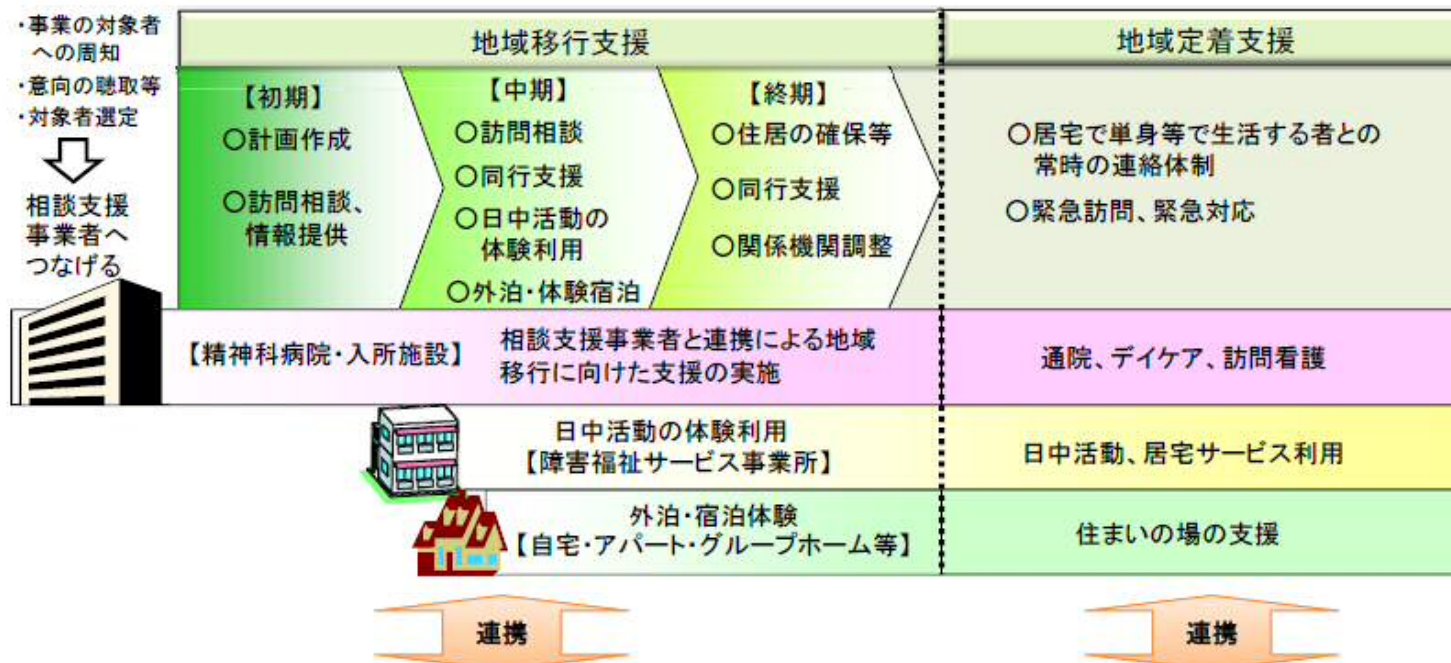 ・事業の対象者
への周知
・意向の聴取等
・対象者選定
相談支援
事業者へ
つなげる
地域移行支援
地域定着支援
【初期】
○計画作成
○訪問相談、
情報提供
【中期】
○訪問相談
○同行支援
○日中活動の
体験利用
○外泊・体験宿泊
【終期】
○住居の確保等
○同行支援
○関係機関調整
○居宅で単身等で生活する者との
常時の連絡体制
○緊急訪問、緊急対応
【精神科病院・入所施設】
相談支援事業者と連携による地域
移行に向けた支援の実施
通院、デイケア、訪問看護
日中活動の体験利用
【障害福祉サービス事業所】
日中活動、居宅サービス利用
外泊・宿泊体験
【自宅・アパート・グループホーム等】
住まいの場の支援
連携
連携